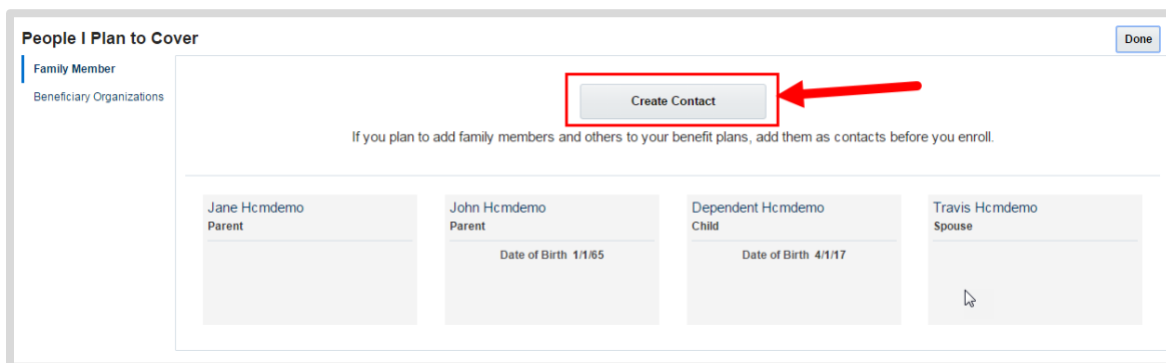 People I Plan to Cover
Done
Family Member
Beneficiary Organizations
Create Contact
If you plan to add family members and others to your benefit plans, add them as contacts before you enroll.
Jane Hcmdemo
Parent
John Hcmdemo
Parent
Date of Birth 1/1/65
Dependent Hcmdemo
Child
Date of Birth 4/1/17
Travis Hcmdemo
Spouse